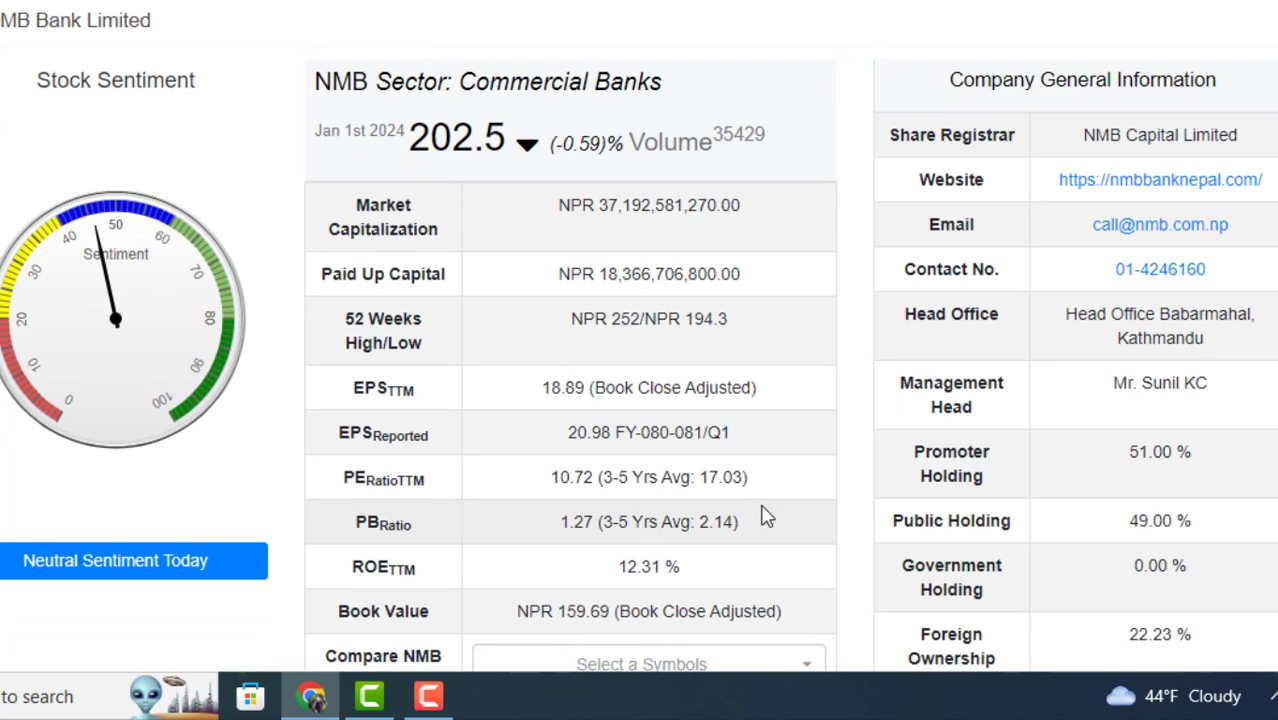 MB Bank Limited
Stock Sentiment
0
10
20
30
40
50
60
70
80
90
100
Sentiment
Neutral Sentiment Today
NMB Sector: Commercial Banks
Jan 1st 2024 202.5 (-0.59)% Volume 35429
Market
Capitalization
NPR 37,192,581,270.00
Paid Up Capital NPR 18,366,706,800.00
52 Weeks
High/Low
NPR 252/NPR 194.3
EPSTTM 18.89 (Book Close Adjusted)
EPSReported 20.98 FY-080-081/Q1
PERatioTTM 10.72 (3-5 Yrs Avg: 17.03)
PBRatio 1.27 (3-5 Yrs Avg: 2.14)
ROETTM 12.31 %
Book Value NPR 159.69 (Book Close Adjusted)
Compare NMB Select a Symbols
Company General Information
Share Registrar NMB Capital Limited
Website https://nmbbanknepal.com/
Email call@nmb.com.np
Contact No. 01-4246160
Head Office Head Office Babarmahal,
Kathmandu
Management
Head
Mr. Sunil KC
Promoter
Holding
51.00 %
Public Holding 49.00 %
Government
Holding
0.00 %
Foreign
Ownership
22.23 %
to search
44°F Cloudy